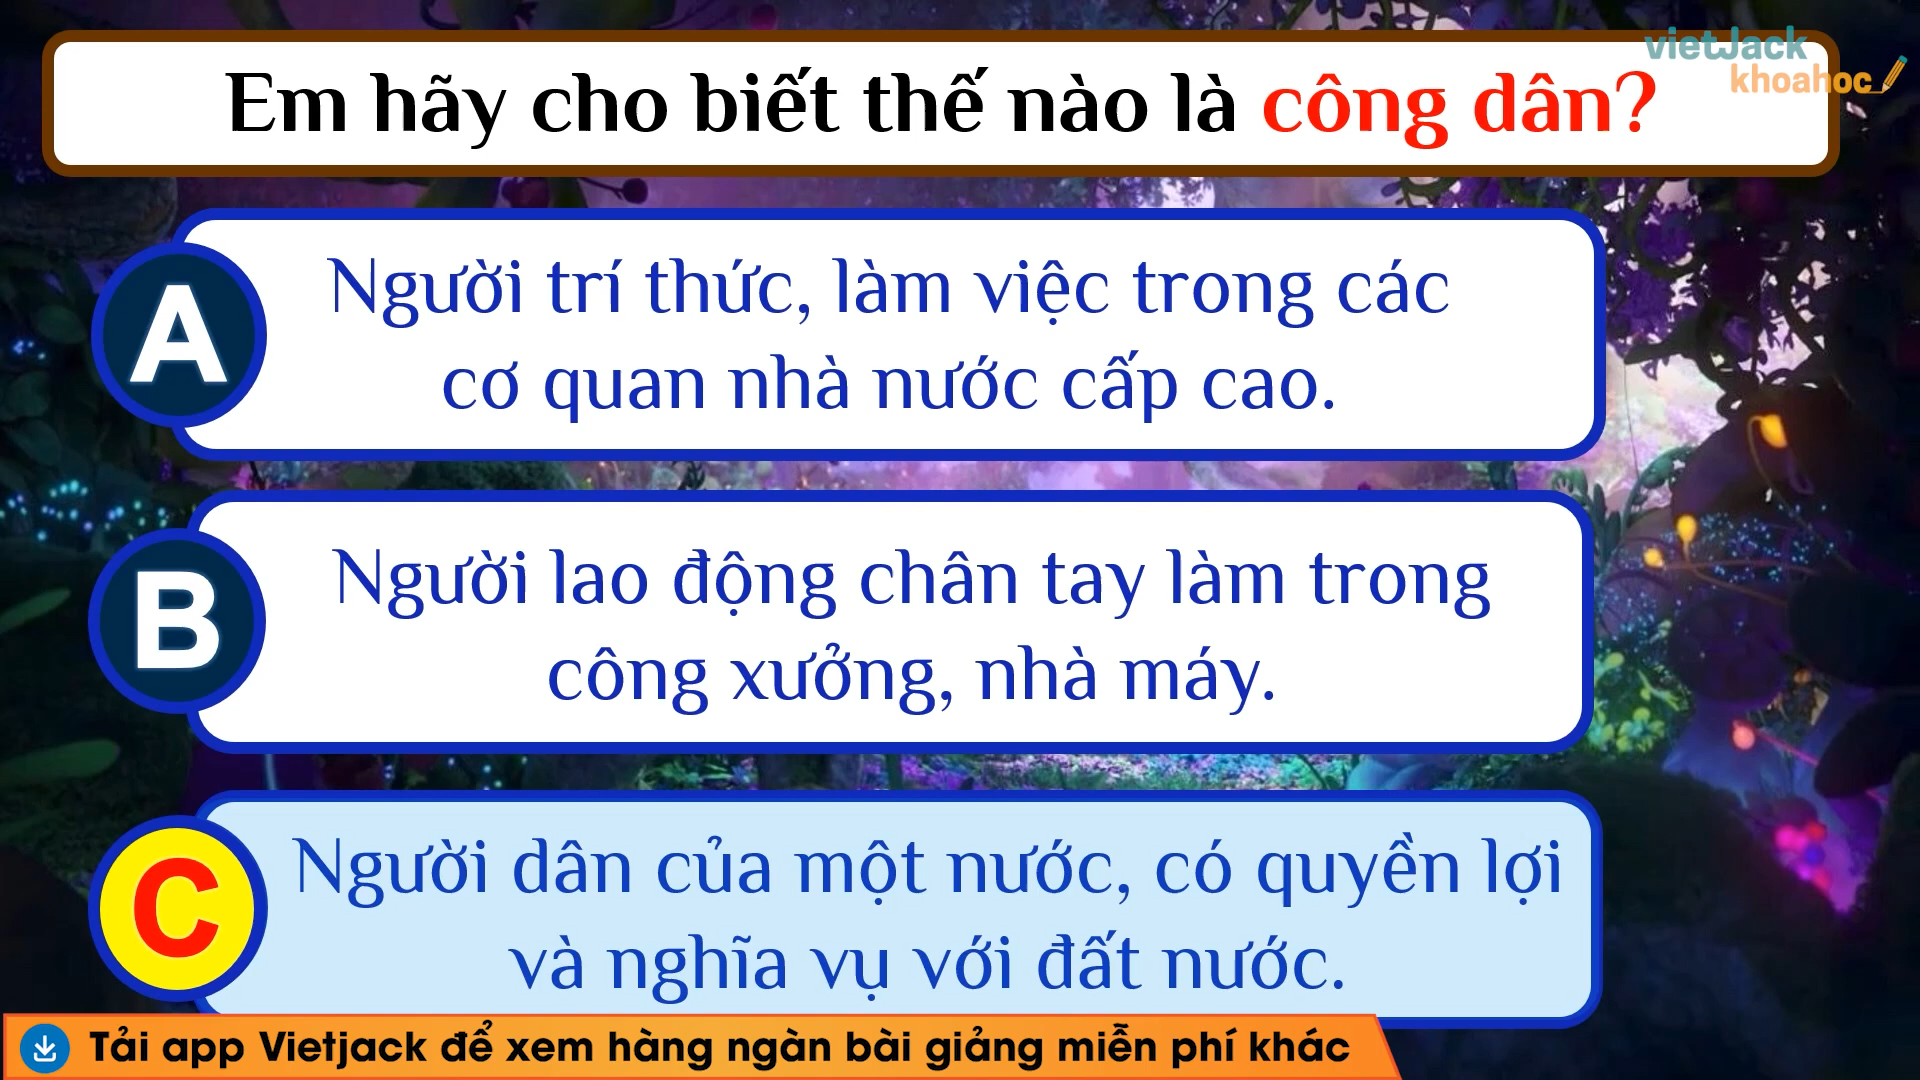 vietJack
khoahoc
Em hãy cho biết thế nào là công dân?
A
Người trí thức, làm việc trong các
cơ quan nhà nước cấp cao.
B
Người lao động chân tay làm trong
công xưởng, nhà máy.
C
Người dân của một nước, có quyền lợi
và nghĩa vụ với đất nước.
Tải app Vietjack để xem hàng ngàn bài giảng miễn phí khác